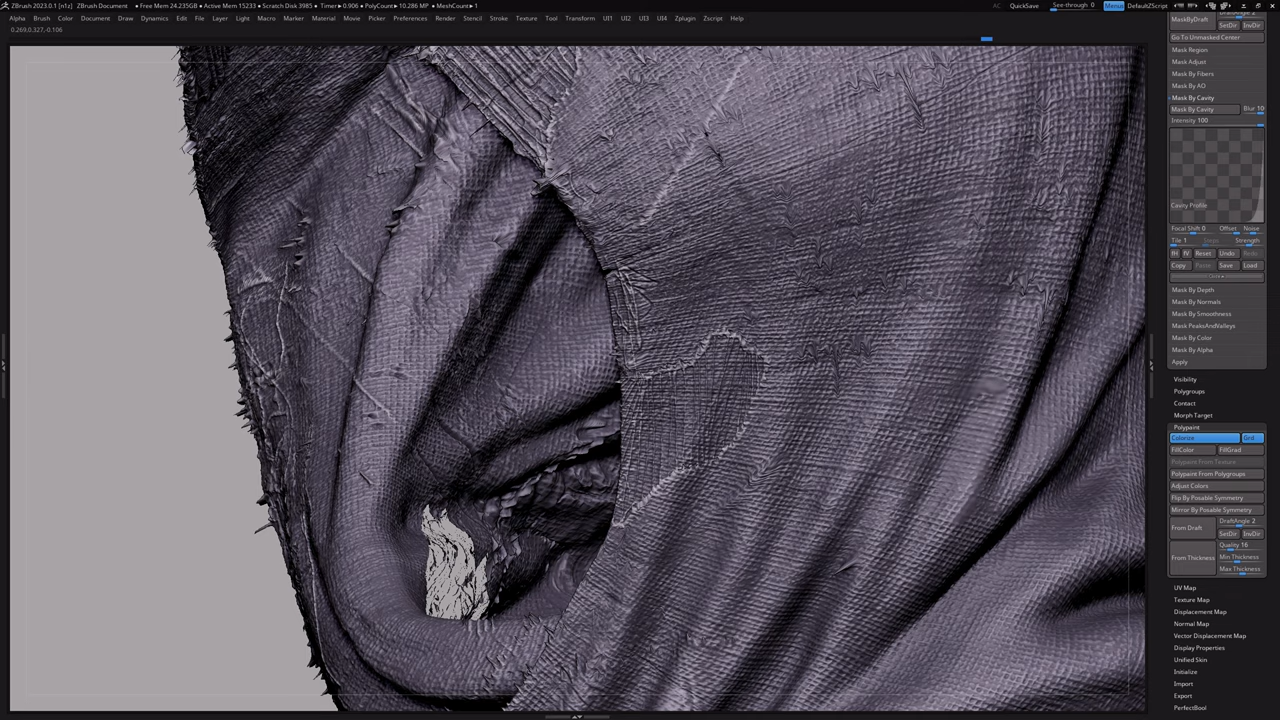 ZBrush 2023.0.1 [n1z] ZBrush Document • Free Mem 24.235GB • Active Mem 15233 • Scratch Disk 3985 • Timer▸0.906 • PolyCount▸10.286 MP • MeshCount▸1
AC QuickSave See-through 0 Menus DefaultZScript
Alpha Brush Color Document Draw Dynamics Edit File Layer Light Macro Marker Material Movie Picker Preferences Render Stencil Stroke Texture Tool Transform UI1 UI2 UI3 UI4 Zplugin Zscript Help
0.269,0.327,-0.106
MaskByDraft
SetDir InvDir
Go To Unmasked Center
Mask Region
Mask Adjust
Mask By Fibers
Mask By AO
Mask By Cavity
Mask By Cavity Blur 10
Intensity 100
Cavity Profile
Focal Shift 0 Offset Noise
Tile 1 Steps Strength
fH fV Reset Undo Redo
Copy Paste Save Load
Mask By Depth
Mask By Normals
Mask By Smoothness
Mask PeaksAndValleys
Mask By Color
Mask By Alpha
Apply
Visibility
Polygroups
Contact
Morph Target
Polypaint
Colorize Grd
FillColor FillGrad
Polypaint From Texture
Polypaint From Polygroups
Adjust Colors
Flip By Posable Symmetry
Mirror By Posable Symmetry
From Draft DraftAngle 2
SetDir InvDir
From Thickness Quality 16
Min Thickness
Max Thickness
UV Map
Texture Map
Displacement Map
Normal Map
Vector Displacement Map
Display Properties
Unified Skin
Initialize
Import
Export
PerfectBool